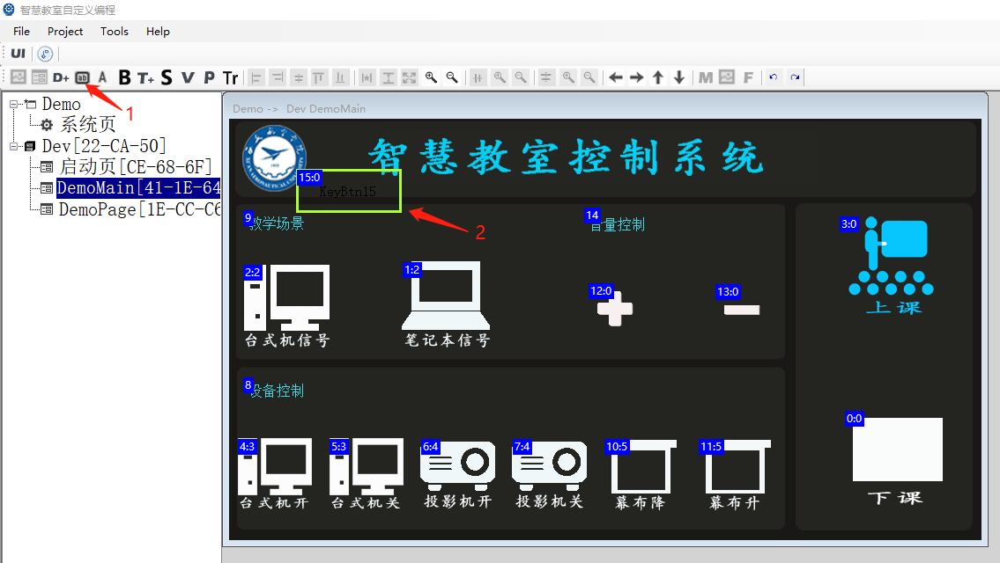 智慧教室自定义编程
File Project Tools Help
UI
D+ ab A B T+ S V P Tr M F
1
Demo
系统页
Dev[22-CA-50]
启动页[CE-68-6F]
DemoMain[41-1E-64
DemoPage[1E-CC-C6
Demo -> Dev DemoMain
智慧教室控制系统
15:0
KeyBtn15
2
9
教学场景
14
音量控制
3:0
上课
2:2
台式机信号
1:2
笔记本信号
12:0
13:0
8
设备控制
0:0
下课
4:3
台式机开
5:3
台式机关
6:4
投影机开
7:4
投影机关
10:5
幕布降
11:5
幕布升